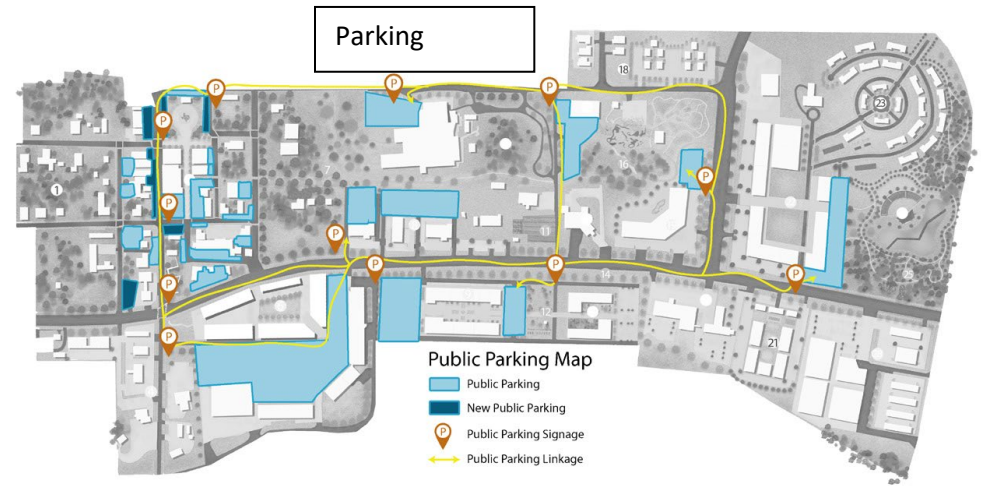 Parking
18
23
1
7
16
11
14
12
21
Public Parking Map
Public Parking
New Public Parking
P Public Parking Signage
Public Parking Linkage
P
P
P
P
P
P
P
P
P
P
P
P